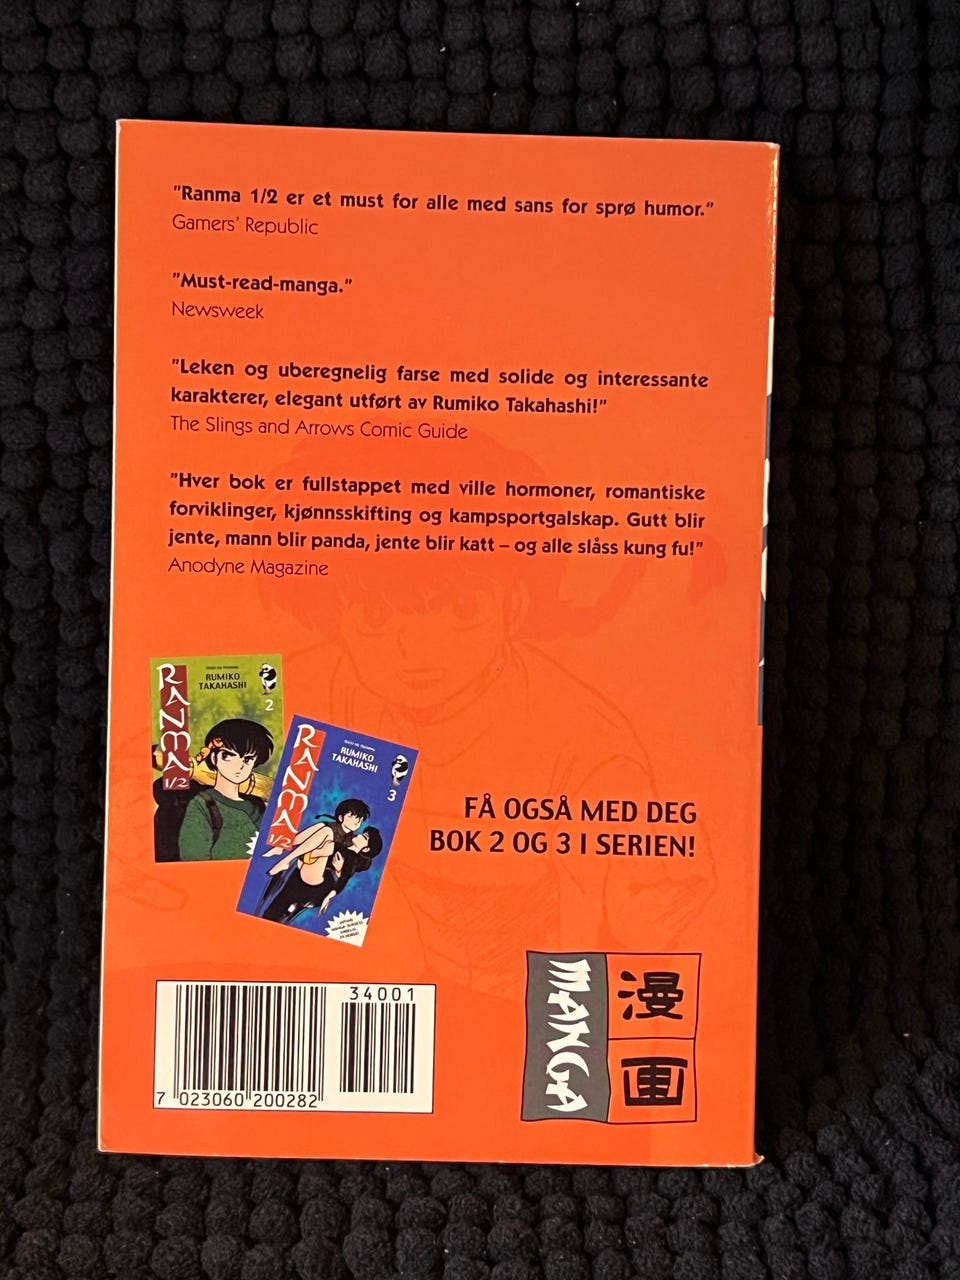 "Ranma 1/2 er et must for alle med sans for sprø humor."
Gamers' Republic
"Must-read-manga."
Newsweek
"Leken og uberegnelig farse med solide og interessante
karakterer, elegant utført av Rumiko Takahashi!"
The Slings and Arrows Comic Guide
"Hver bok er fullstappet med ville hormoner, romantiske
forviklinger, kjønnsskifting og kampsportgalskap. Gutt blir
jente, mann blir panda, jente blir katt – og alle slåss kung fu!"
Anodyne Magazine
RANMA 1/2
RUMIKO
TAKAHASHI
2
RANMA 1/2
RUMIKO
TAKAHASHI
3
FÅ OGSÅ MED DEG
BOK 2 OG 3 I SERIEN!
34001
7 023060 200282
MANGA
漫
画